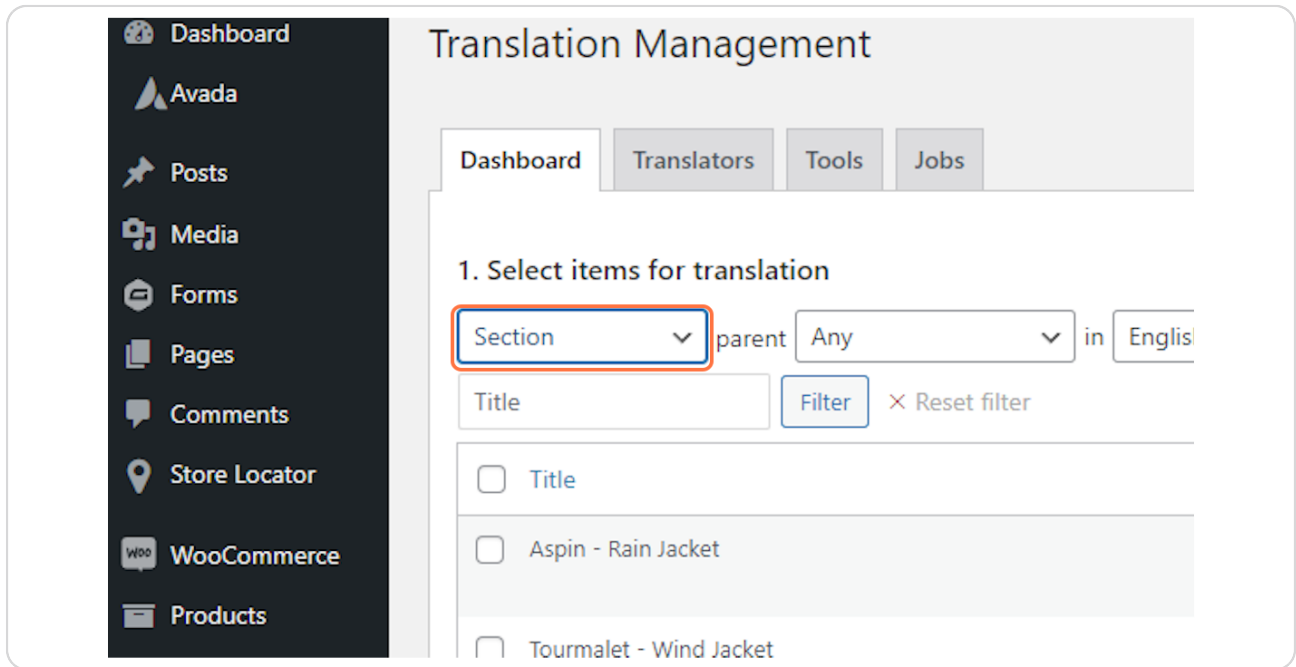 Dashboard
Avada
Posts
Media
Forms
Pages
Comments
Store Locator
Woo WooCommerce
Products
Translation Management
Dashboard Translators Tools Jobs
1. Select items for translation
Section parent Any in
Title Filter × Reset filter
Title
Aspin - Rain Jacket
Tourmalet - Wind Jacket